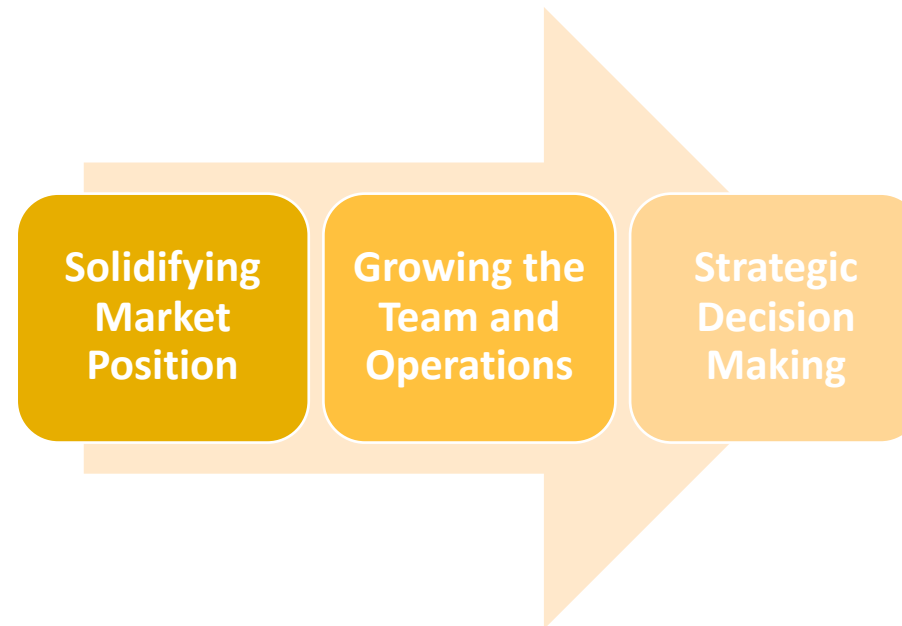 Solidifying
Market
Position
Growing the
Team and
Operations
Strategic
Decision
Making